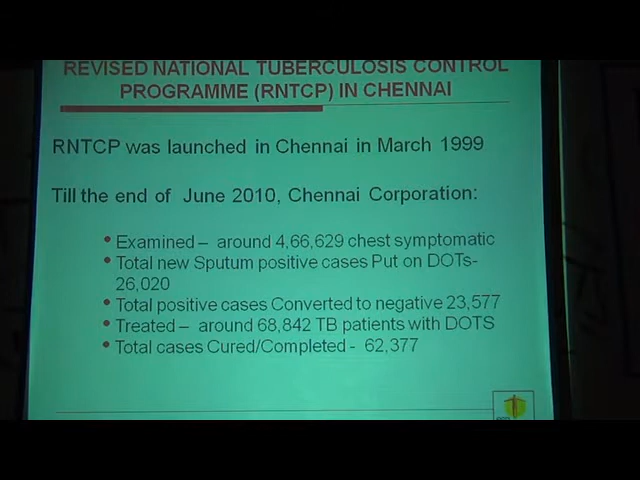 REVISED NATIONAL TUBERCULOSIS CONTROL
PROGRAMME (RNTCP) IN CHENNAI
RNTCP was launched in Chennai in March 1999
Till the end of June 2010, Chennai Corporation:
• Examined – around 4,66,629 chest symptomatic
• Total new Sputum positive cases Put on DOTs-
26,020
• Total positive cases Converted to negative 23,577
• Treated – around 68,842 TB patients with DOTS
• Total cases Cured/Completed - 62,377